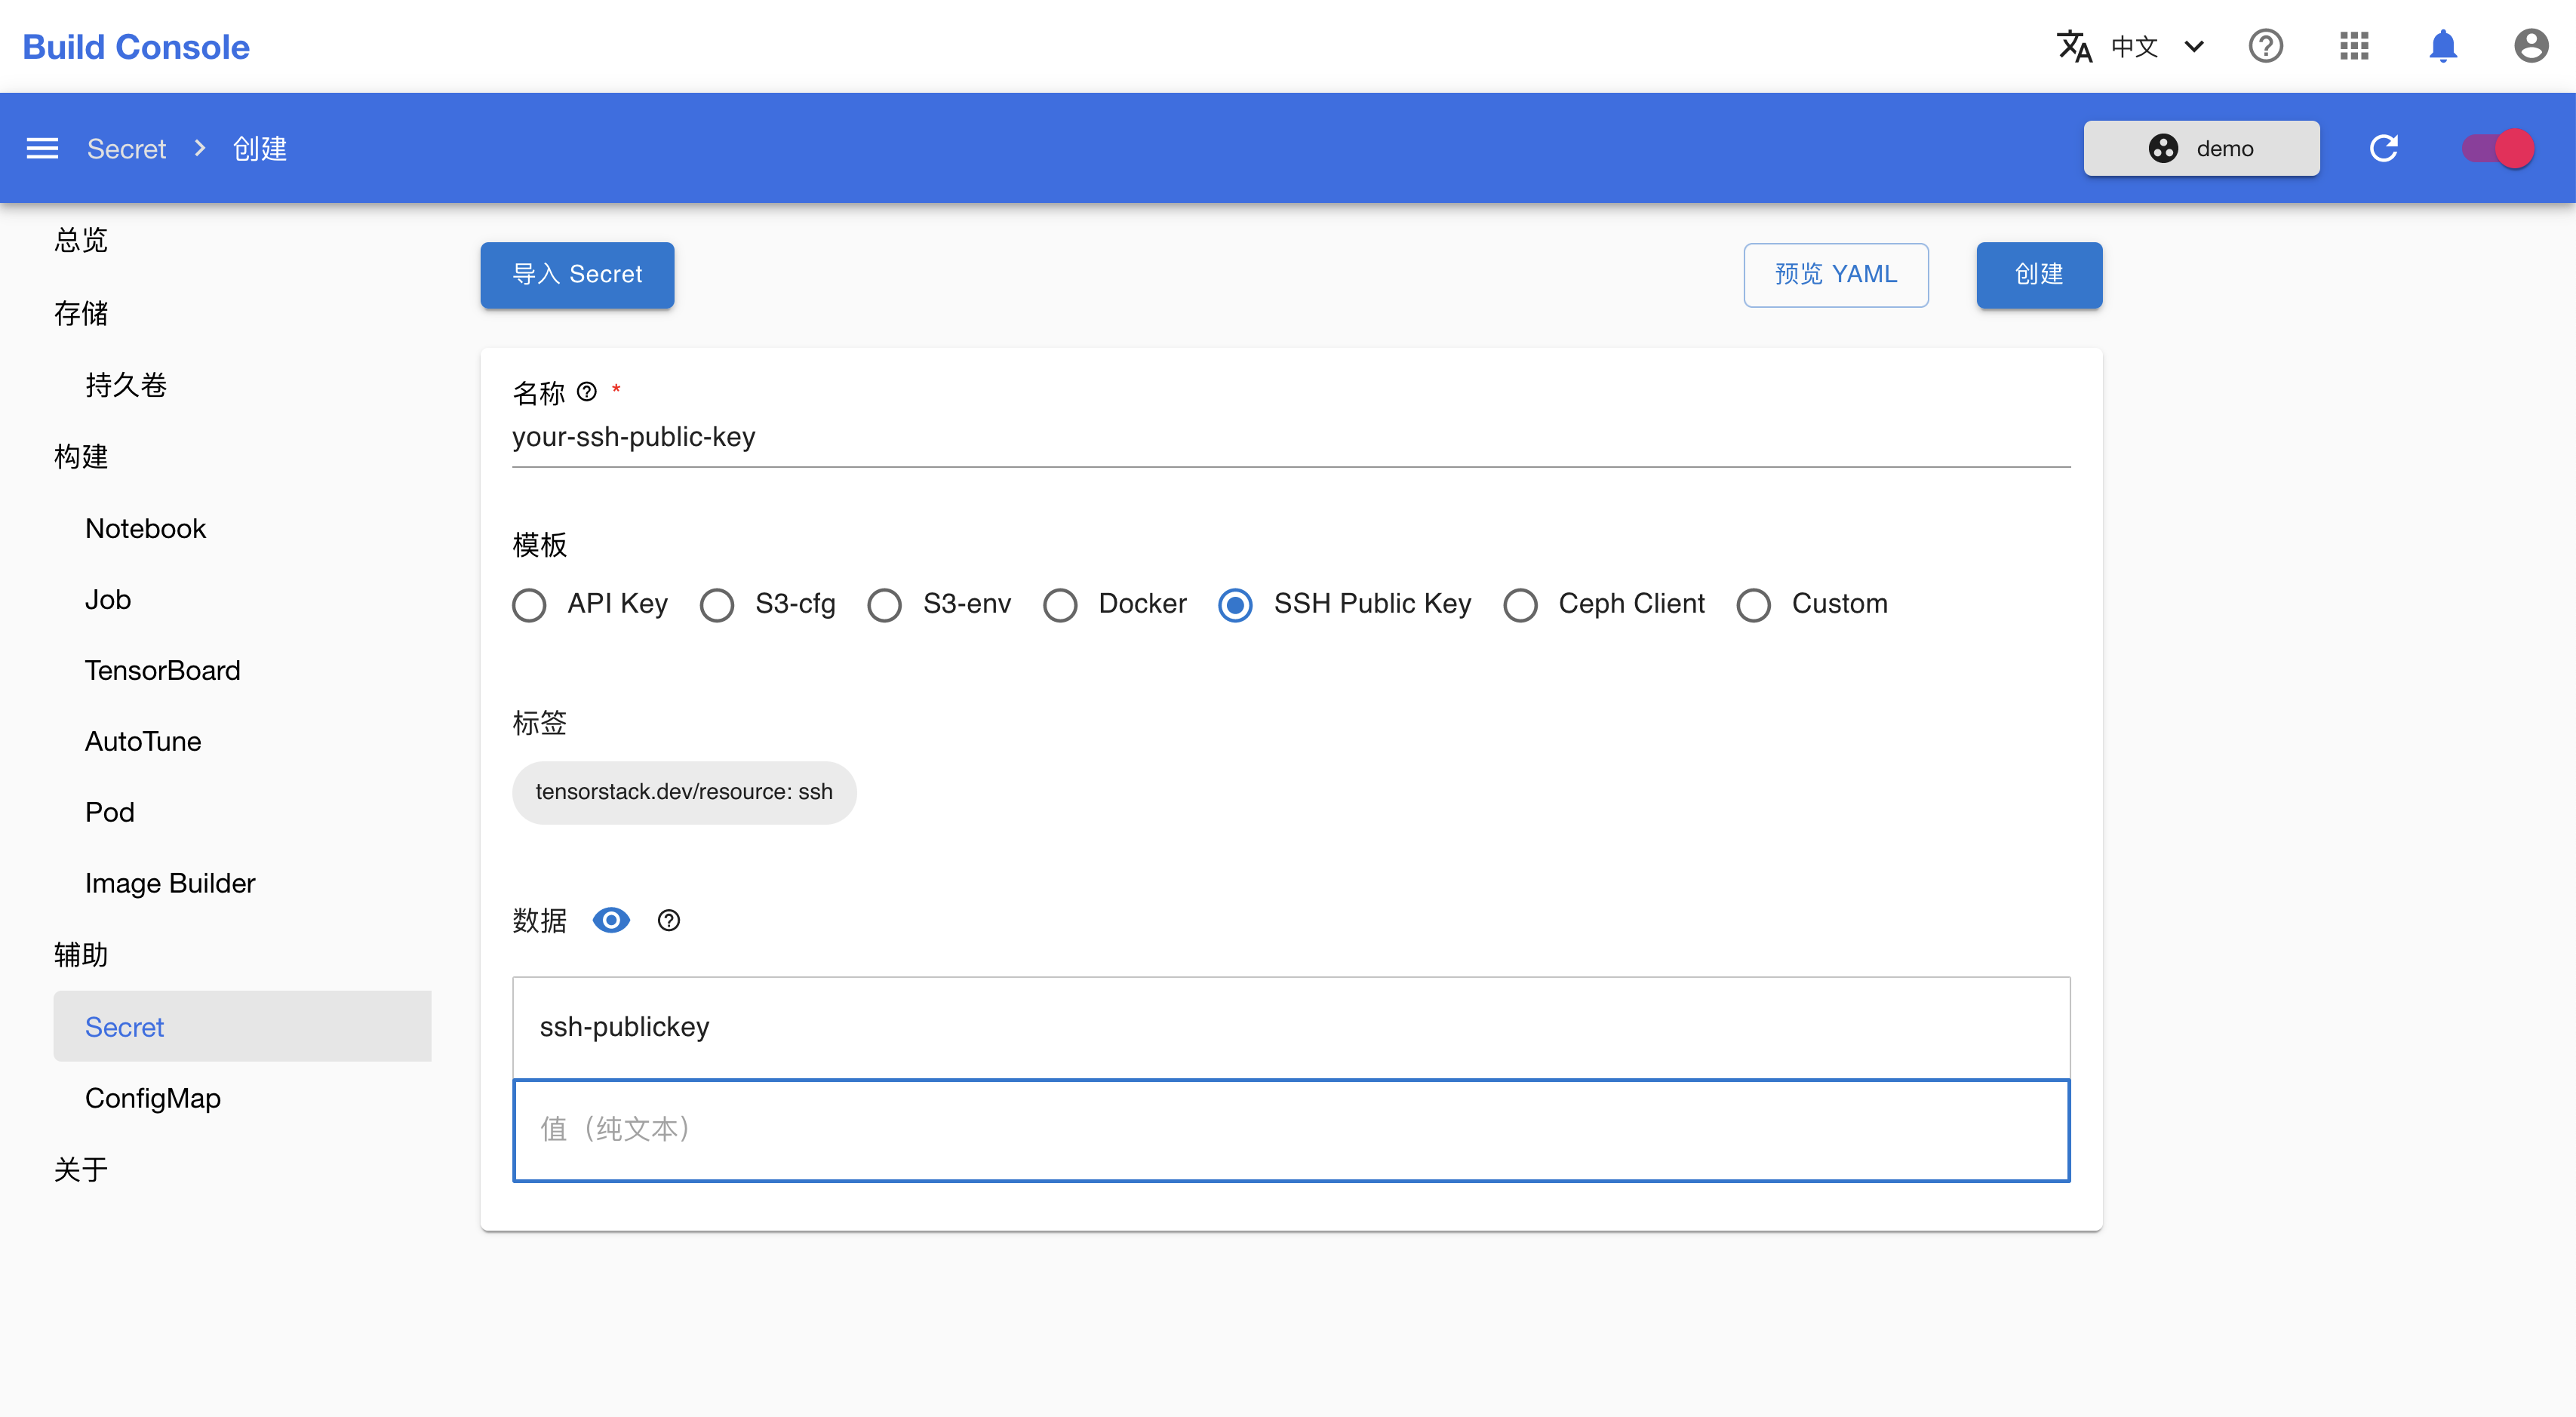 Build Console
中文
Secret > 创建
demo
总览
存储
持久卷
构建
Notebook
Job
TensorBoard
AutoTune
Pod
Image Builder
辅助
Secret
ConfigMap
关于
导入 Secret
预览 YAML
创建
名称 *
your-ssh-public-key
模板
API Key S3-cfg S3-env Docker SSH Public Key Ceph Client Custom
标签
tensorstack.dev/resource: ssh
数据
ssh-publickey
值（纯文本）